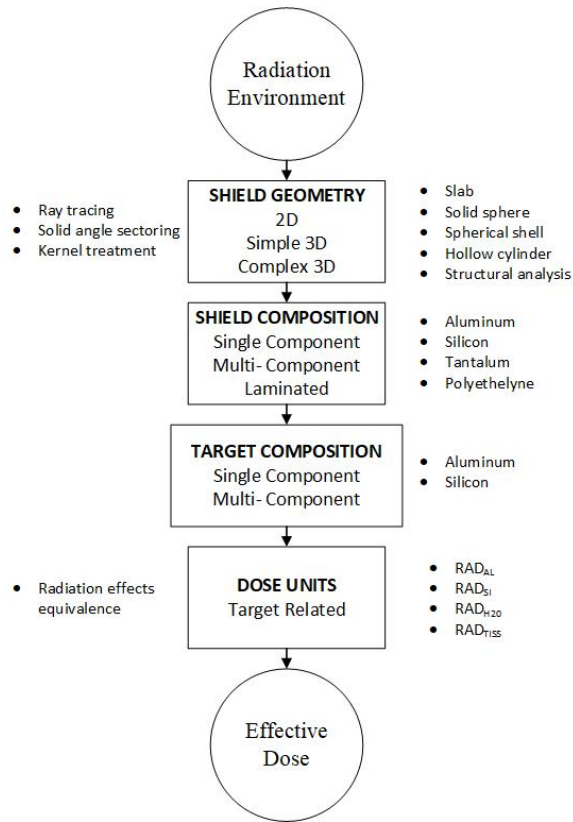 Radiation
Environment
SHIELD GEOMETRY
2D
Simple 3D
Complex 3D
• Ray tracing
• Solid angle sectoring
• Kernel treatment
• Slab
• Solid sphere
• Spherical shell
• Hollow cylinder
• Structural analysis
SHIELD COMPOSITION
Single Component
Multi- Component
Laminated
• Aluminum
• Silicon
• Tantalum
• Polyethelyne
TARGET COMPOSITION
Single Component
Multi- Component
• Aluminum
• Silicon
DOSE UNITS
Target Related
• Radiation effects
equivalence
• RADAL
• RADSI
• RADH20
• RADTISS
Effective
Dose